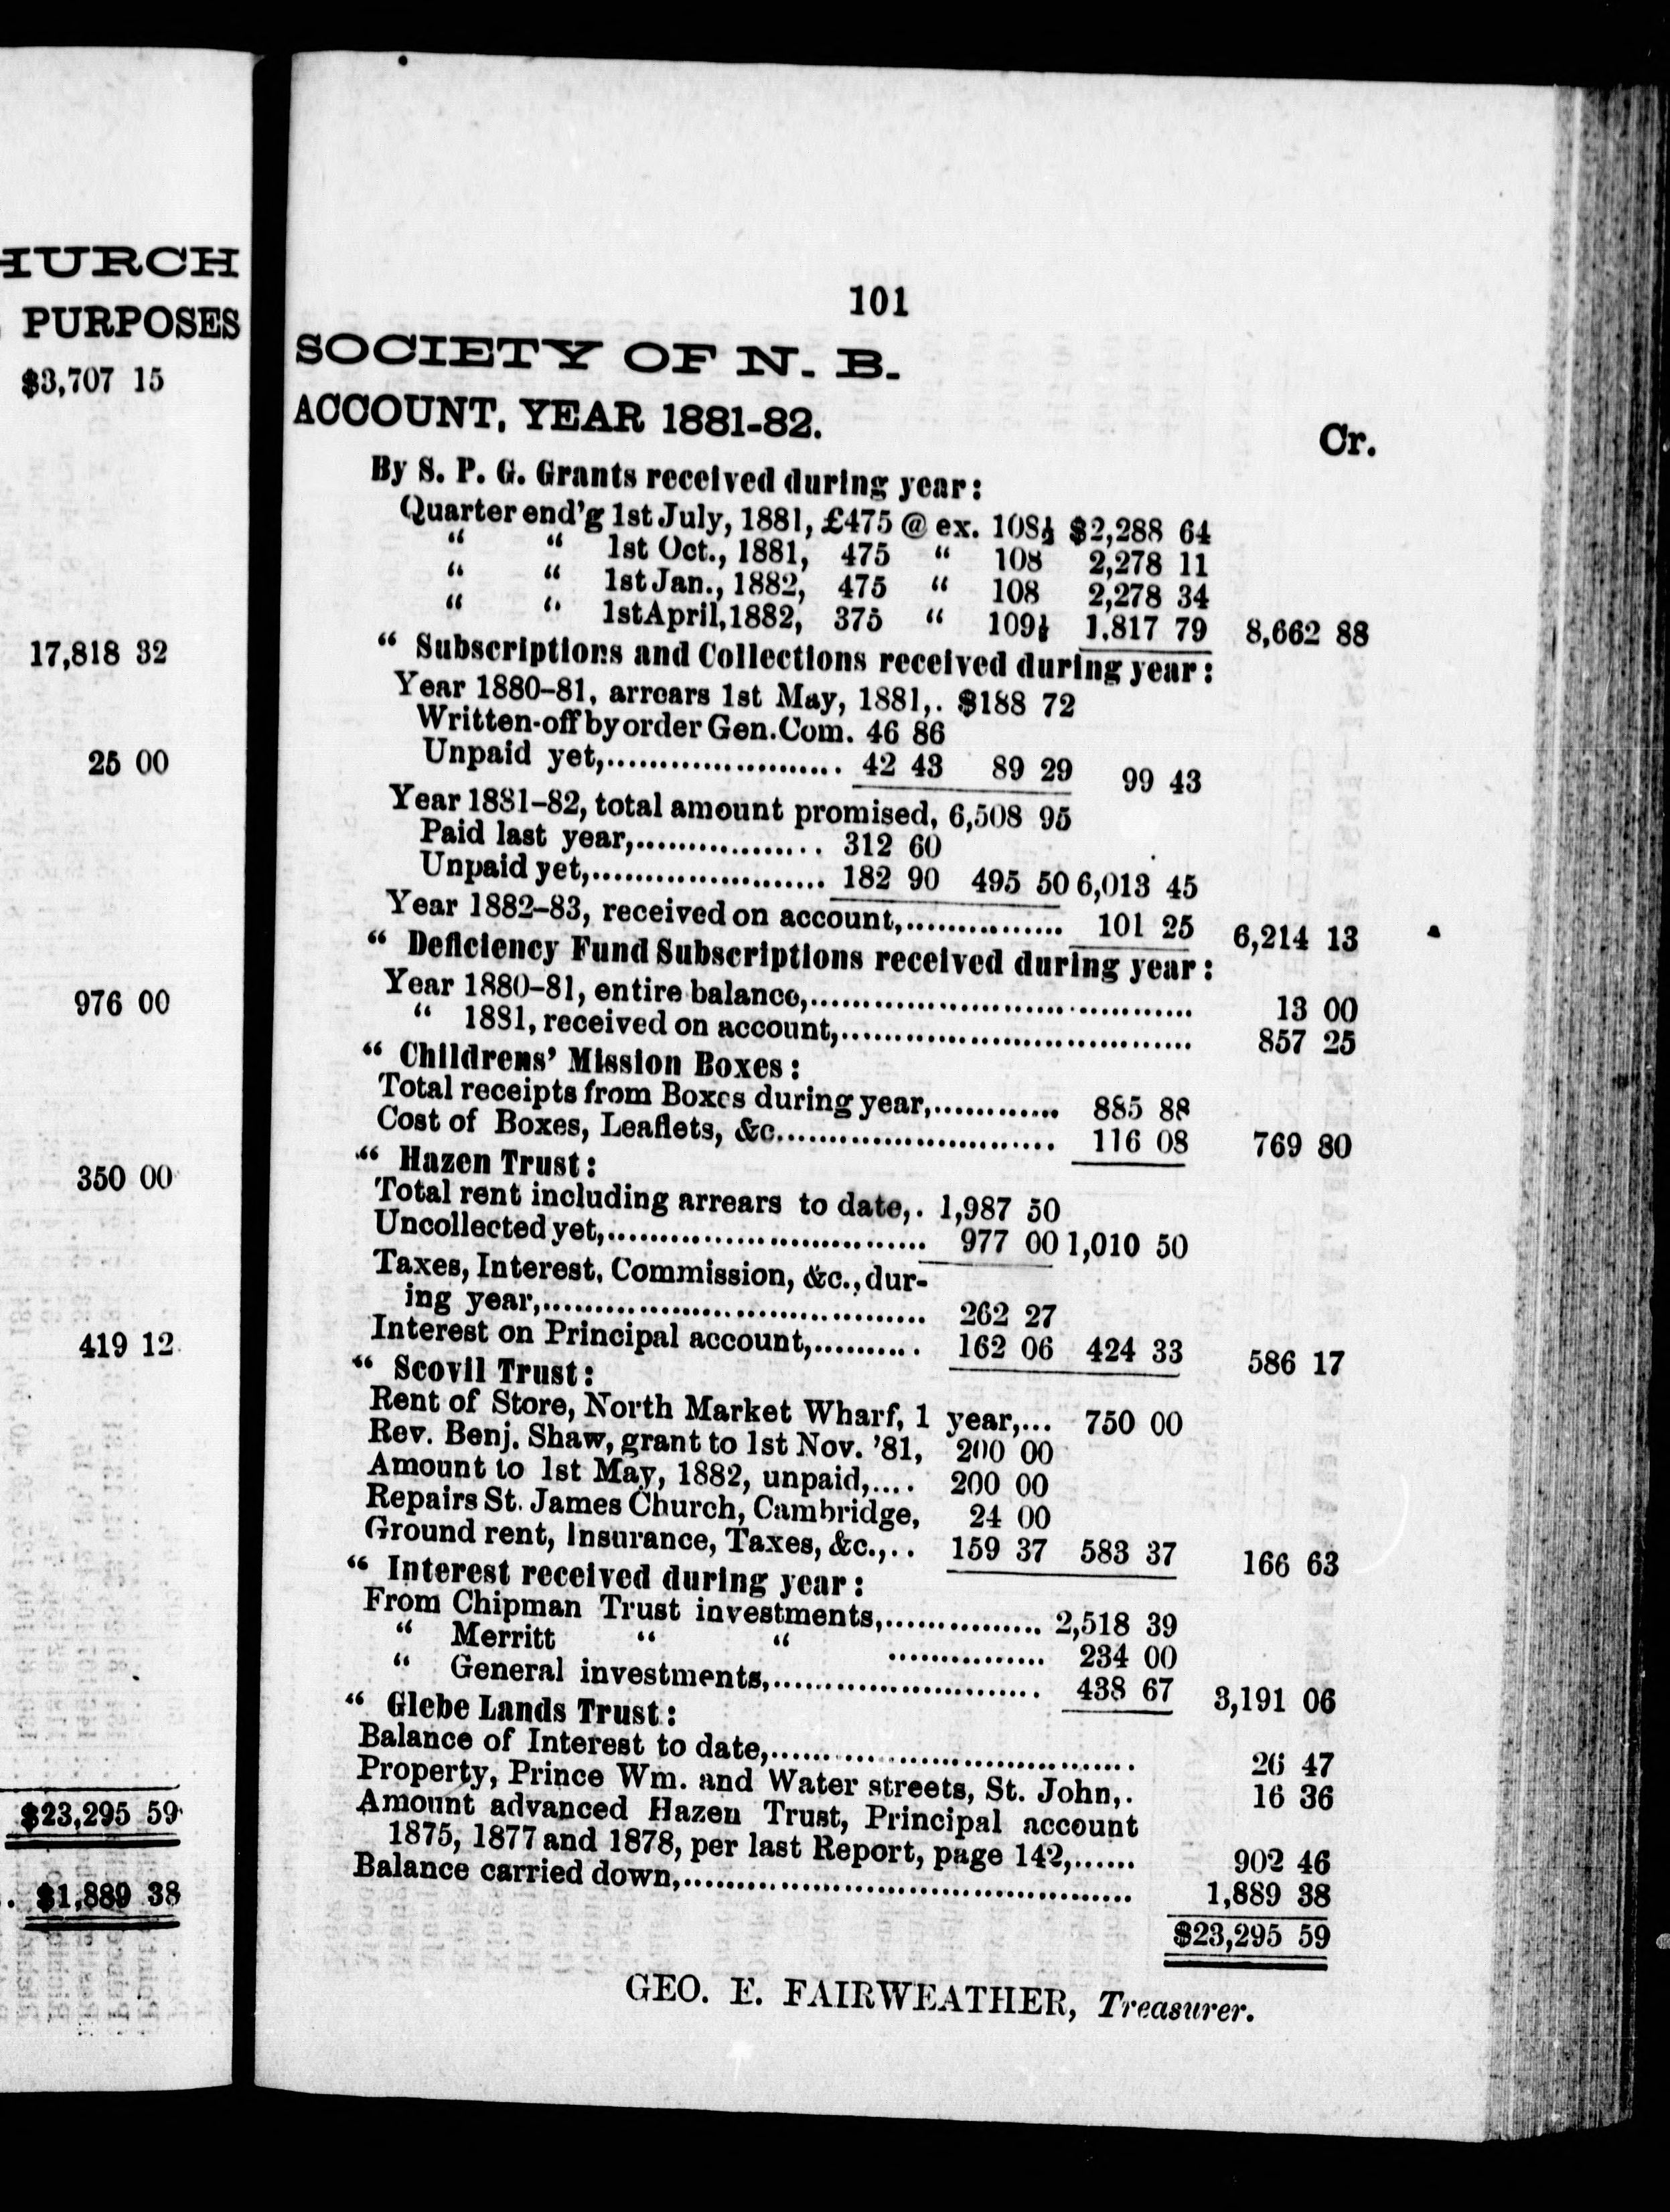 HURCH
PURPOSES
$3,707 15
17,818 32
25 00
976 00
350 00
419 12
$23,295 59
$1,889 38
101
SOCIETY OF N. B.
ACCOUNT, YEAR 1881-82.
Cr.
By S. P. G. Grants received during year:
Quarter end'g 1st July, 1881, £475 @ ex. 108½ $2,288 64
" " 1st Oct., 1881, 475 " 108 2,278 11
" " 1st Jan., 1882, 475 " 108 2,278 34
" " 1st April, 1882, 375 " 109½ 1,817 79 8,662 88
" Subscriptions and Collections received during year:
Year 1880-81, arrears 1st May, 1881,. $188 72
Written-off by order Gen. Com. 46 86
Unpaid yet,...................... 42 43 89 29 99 43
Year 1881-82, total amount promised, 6,508 95
Paid last year,................. 312 60
Unpaid yet,...................... 182 90 495 50 6,013 45
Year 1882-83, received on account,............... 101 25 6,214 13
" Deficiency Fund Subscriptions received during year:
Year 1880-81, entire balance,..................................... 13 00
" 1881, received on account,.................................. 857 25
" Childrens' Mission Boxes:
Total receipts from Boxes during year,............ 885 88
Cost of Boxes, Leaflets, &c........................... 116 08 769 80
" Hazen Trust:
Total rent including arrears to date,. 1,987 50
Uncollected yet,.............................. 977 00 1,010 50
Taxes, Interest, Commission, &c., dur-
ing year,..................................... 262 27
Interest on Principal account,.......... 162 06 424 33 586 17
" Scovil Trust:
Rent of Store, North Market Wharf, 1 year,... 750 00
Rev. Benj. Shaw, grant to 1st Nov. '81, 200 00
Amount to 1st May, 1882, unpaid,.... 200 00
Repairs St. James Church, Cambridge, 24 00
Ground rent, Insurance, Taxes, &c.,.. 159 37 583 37 166 63
" Interest received during year:
From Chipman Trust investments,............... 2,518 39
" Merritt " " ............... 234 00
" General investments,.......................... 438 67 3,191 06
" Glebe Lands Trust:
Balance of Interest to date,................................... 26 47
Property, Prince Wm. and Water streets, St. John,. 16 36
Amount advanced Hazen Trust, Principal account
1875, 1877 and 1878, per last Report, page 142,...... 902 46
Balance carried down,........................................... 1,889 38
$23,295 59
GEO. E. FAIRWEATHER, Treasurer.